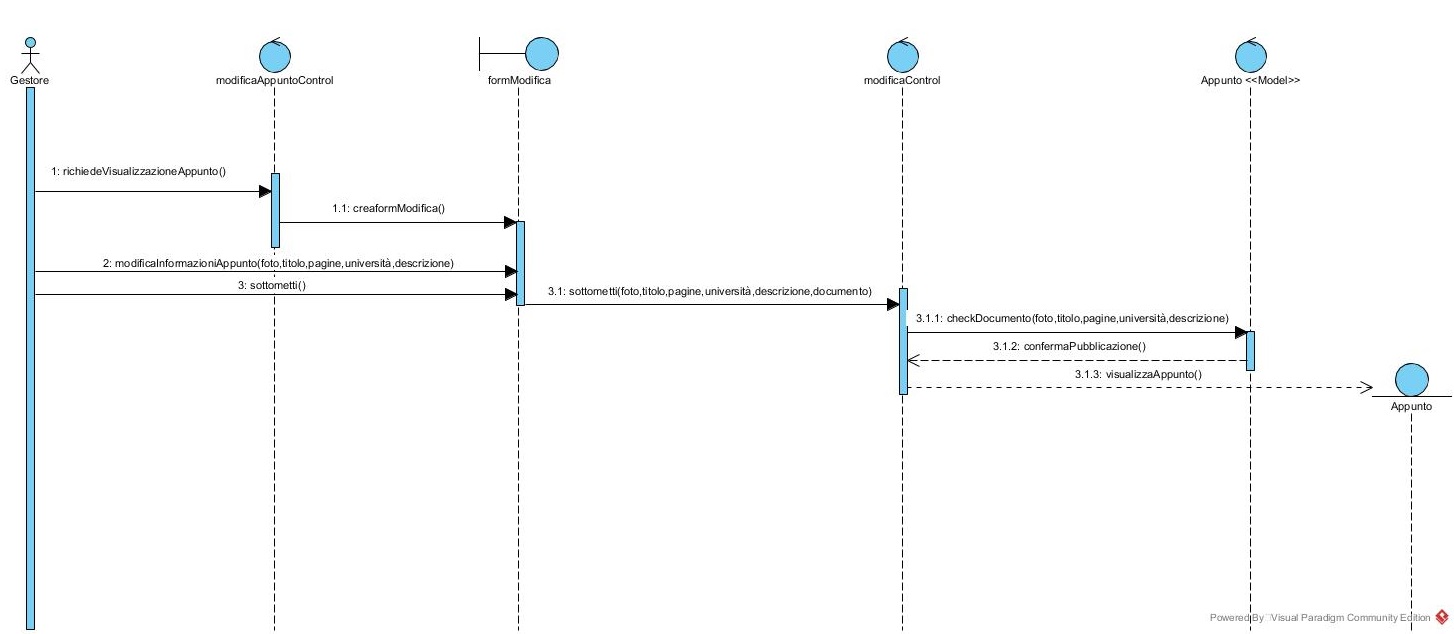 Gestore
modificaAppuntoControl
formModifica
modificaControl
Appunto <<Model>>
1: richiedeVisualizzazioneAppunto()
1.1: creaformModifica()
2: modificaInformazioniAppunto(foto,titolo,pagine,università,descrizione)
3: sottometti()
3.1: sottometti(foto,titolo,pagine,università,descrizione,documento)
3.1.1: checkDocumento(foto,titolo,pagine,università,descrizione)
3.1.2: confermaPubblicazione()
3.1.3: visualizzaAppunto()
Appunto
Powered By Visual Paradigm Community Edition